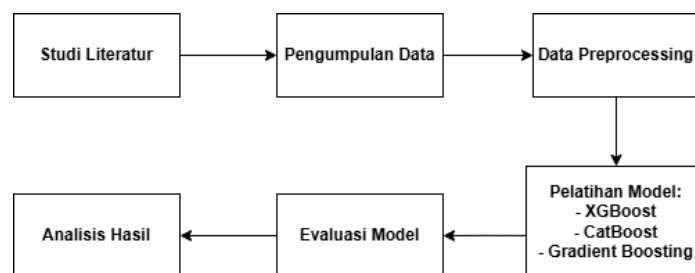 Studi Literatur
Pengumpulan Data
Data Preprocessing
Pelatihan Model:
- XGBoost
- CatBoost
- Gradient Boosting
Evaluasi Model
Analisis Hasil